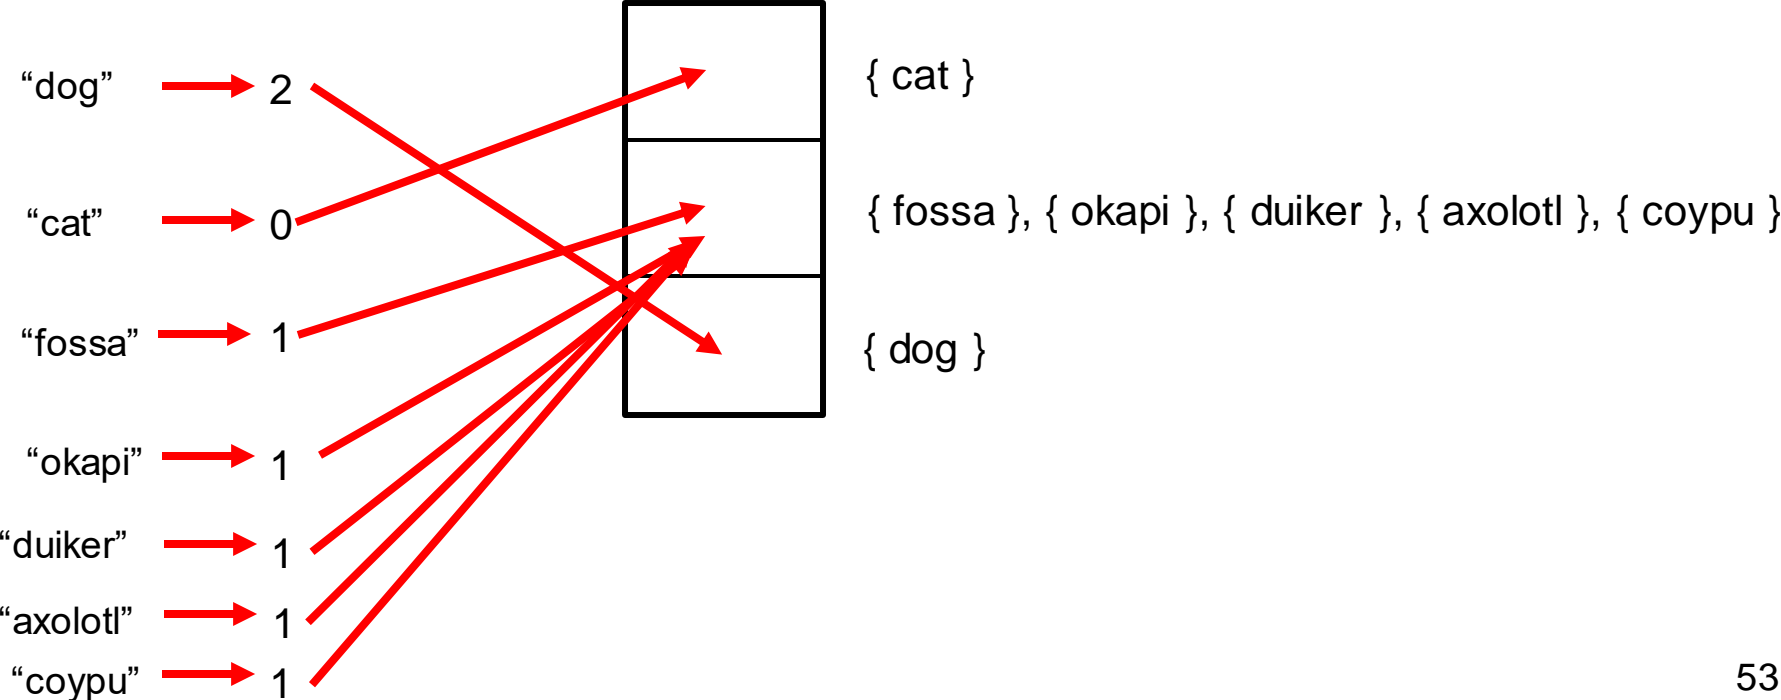 “dog” 2 { cat }
“cat” 0 { fossa }, { okapi }, { duiker }, { axolotl }, { coypu }
“fossa” 1 { dog }
“okapi” 1
“duiker” 1
“axolotl” 1
“coypu” 1
53